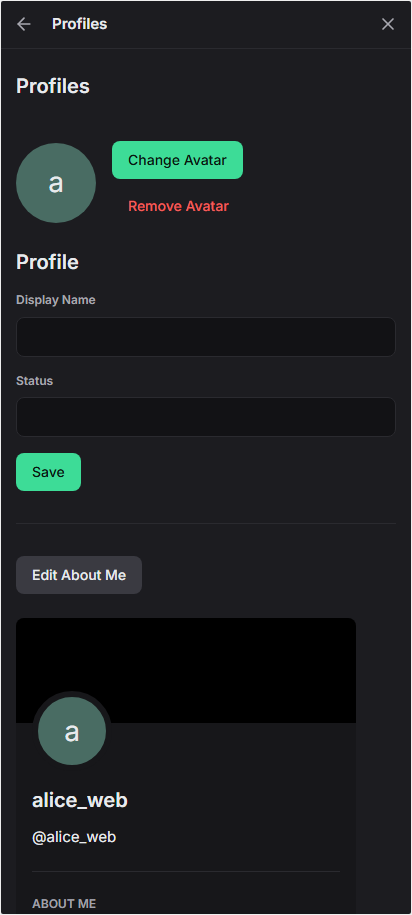 Profiles
Profiles
a
Change Avatar
Remove Avatar
Profile
Display Name
Status
Save
Edit About Me
a
alice_web
@alice_web
ABOUT ME